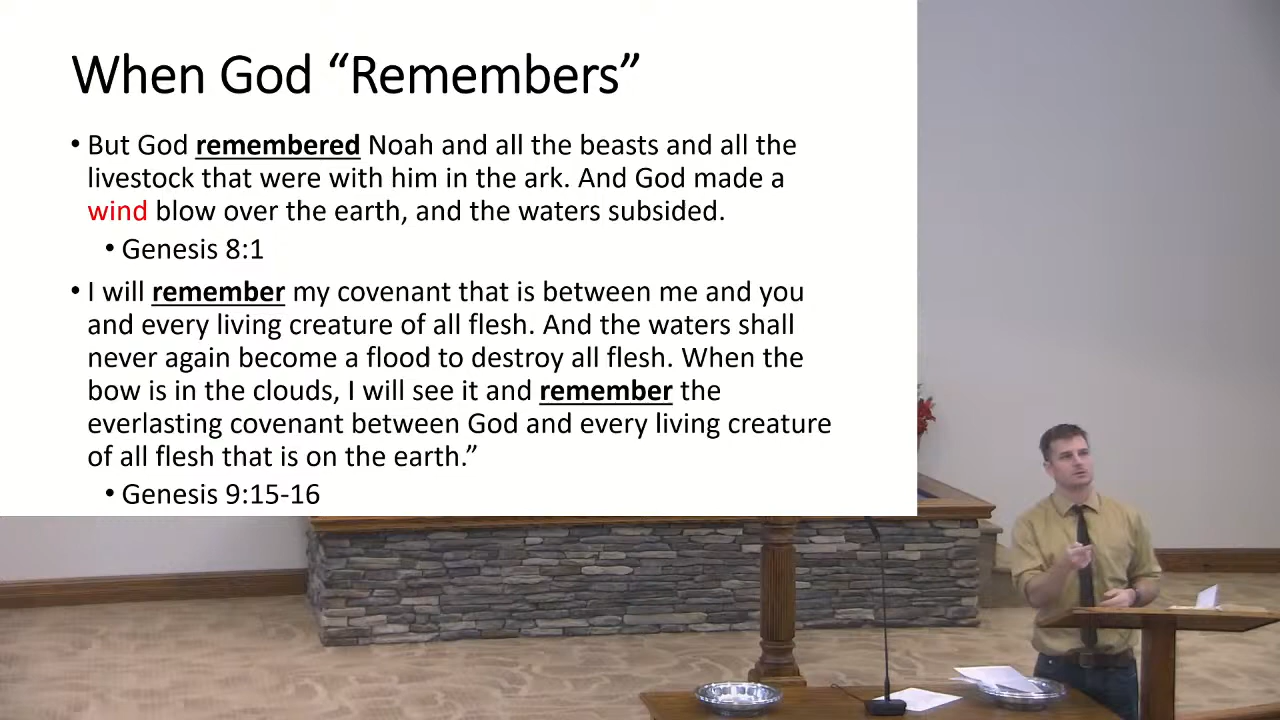 When God “Remembers”
• But God remembered Noah and all the beasts and all the
livestock that were with him in the ark. And God made a
wind blow over the earth, and the waters subsided.
• Genesis 8:1
• I will remember my covenant that is between me and you
and every living creature of all flesh. And the waters shall
never again become a flood to destroy all flesh. When the
bow is in the clouds, I will see it and remember the
everlasting covenant between God and every living creature
of all flesh that is on the earth.”
• Genesis 9:15-16